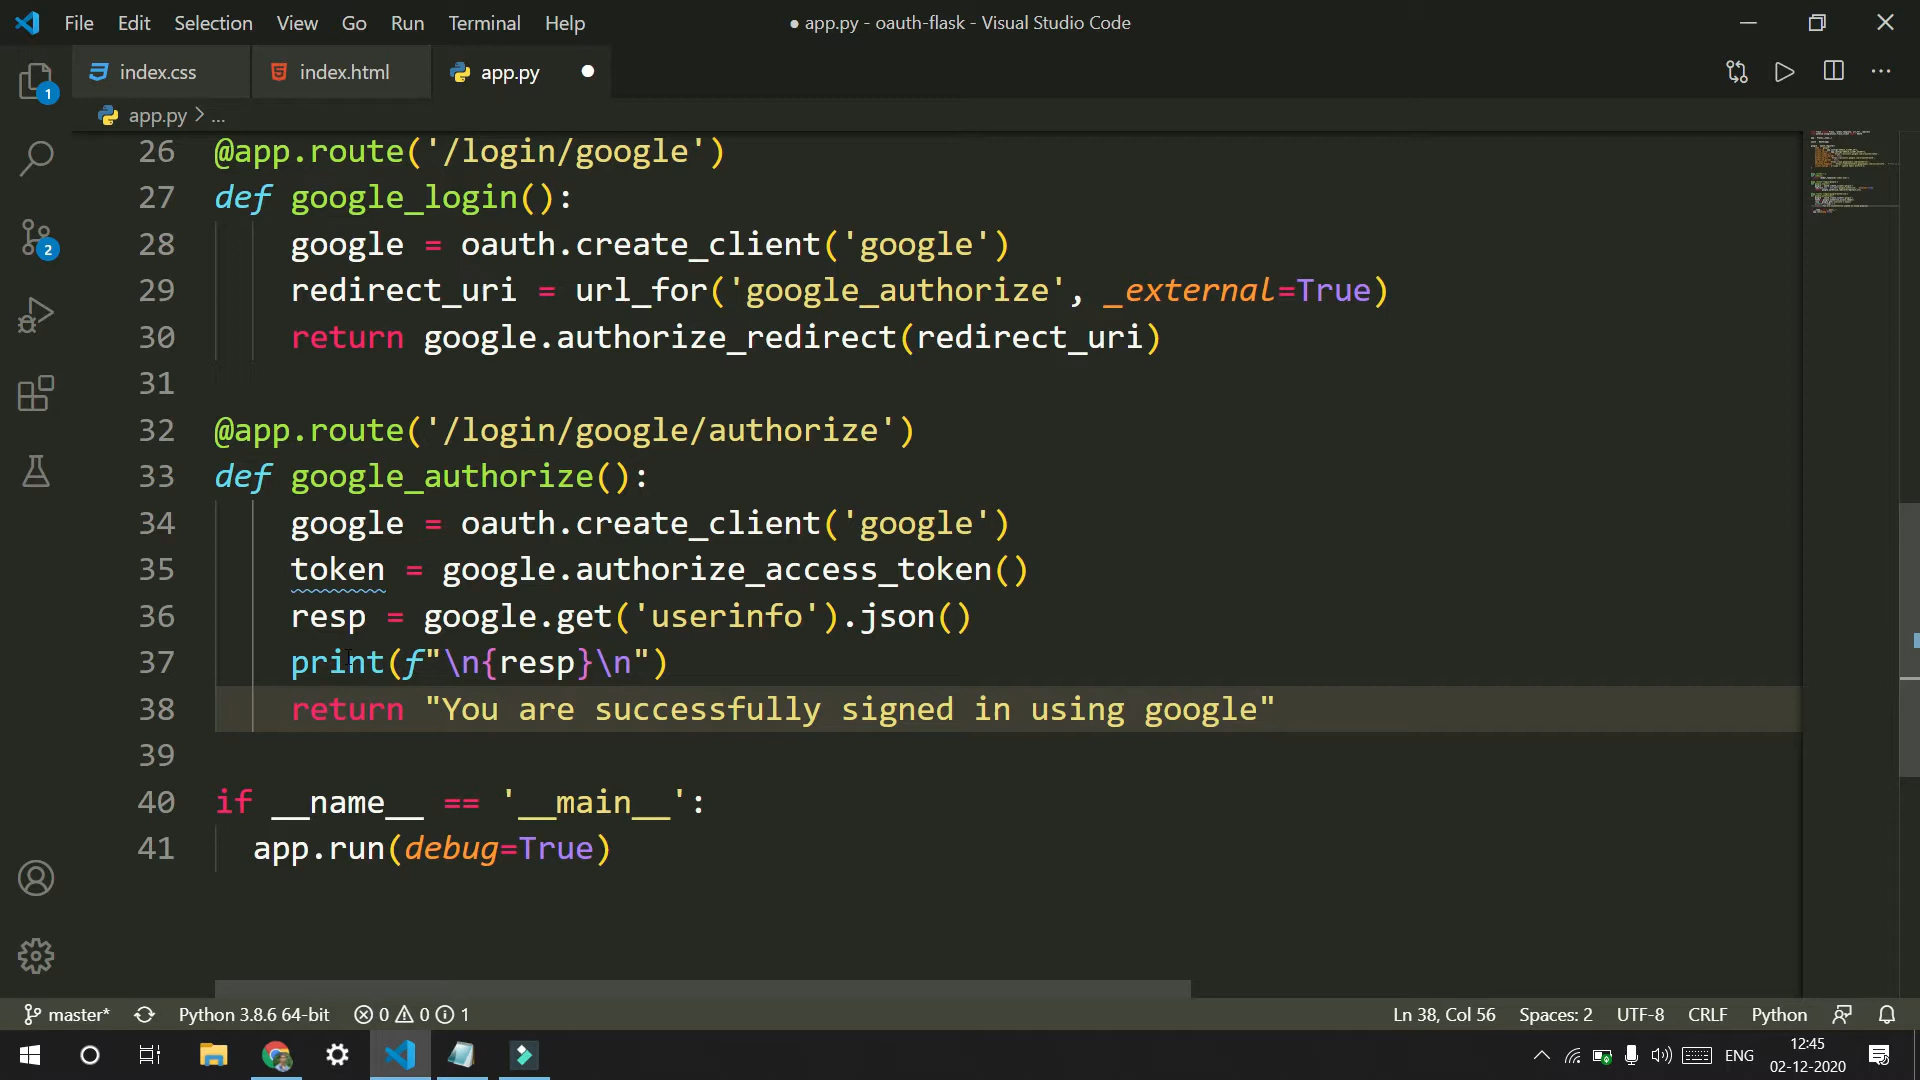 File Edit Selection View Go Run Terminal Help
● app.py - oauth-flask - Visual Studio Code
index.css
index.html
app.py
app.py > ...
1
2
26 @app.route('/login/google')
27 def google_login():
28 google = oauth.create_client('google')
29 redirect_uri = url_for('google_authorize', _external=True)
30 return google.authorize_redirect(redirect_uri)
31
32 @app.route('/login/google/authorize')
33 def google_authorize():
34 google = oauth.create_client('google')
35 token = google.authorize_access_token()
36 resp = google.get('userinfo').json()
37 print(f"\n{resp}\n")
38 return "You are successfully signed in using google"
39
40 if __name__ == '__main__':
41 app.run(debug=True)
master* Python 3.8.6 64-bit 0 0 1 Ln 38, Col 56 Spaces: 2 UTF-8 CRLF Python
ENG
12:45
02-12-2020